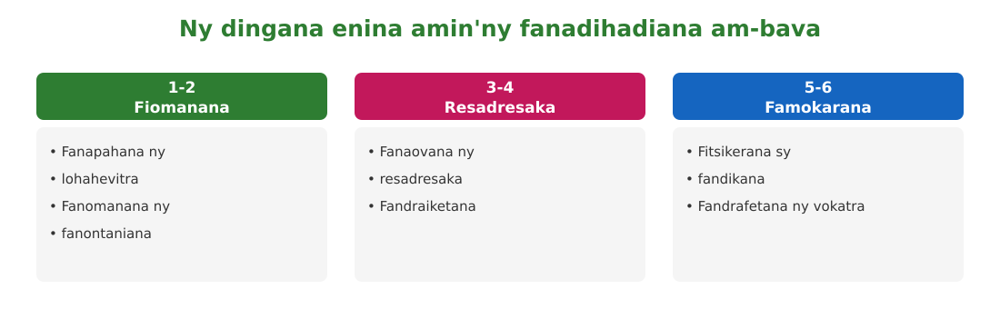 Ny dingana enina amin'ny fanadihadiana am-bava
1-2
Fiomanana
• Fanapahana ny
• lohahevitra
• Fanomanana ny
• fanontaniana
3-4
Resadresaka
• Fanaovana ny
• resadresaka
• Fandraiketana
5-6
Famokarana
• Fitsikerana sy
• fandikana
• Fandrafetana ny vokatra